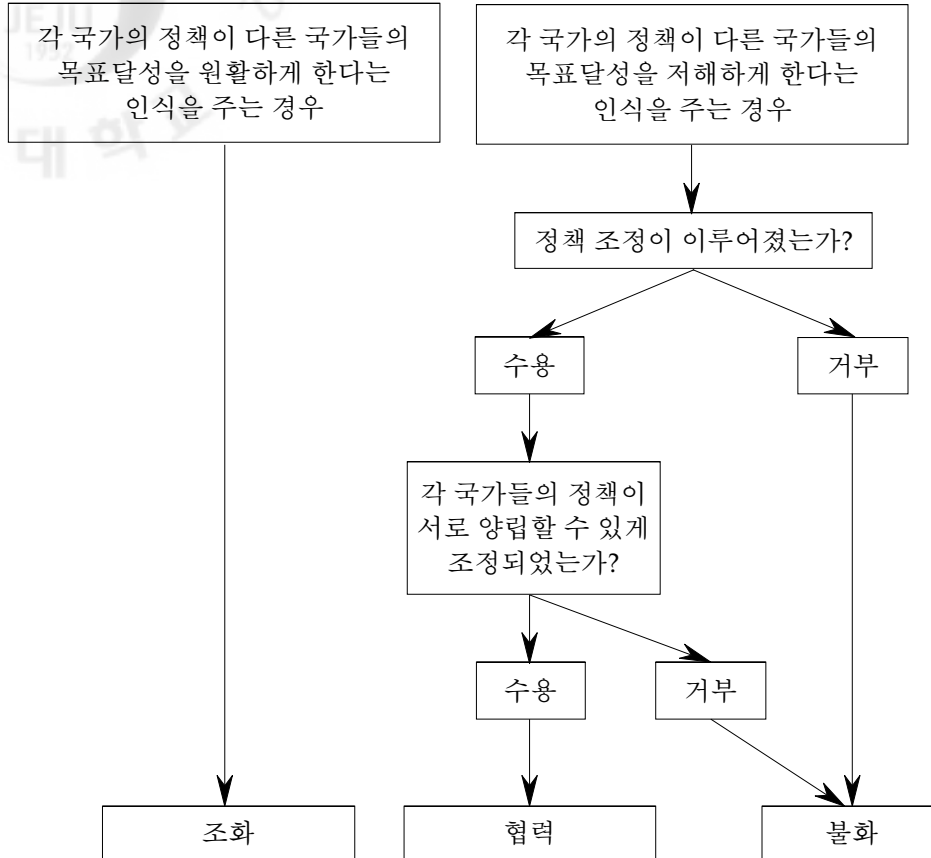 JEJU
1952
대학교
각 국가의 정책이 다른 국가들의
목표달성을 원활하게 한다는
인식을 주는 경우
각 국가의 정책이 다른 국가들의
목표달성을 저해하게 한다는
인식을 주는 경우
정책 조정이 이루어졌는가?
수용
거부
각 국가들의 정책이
서로 양립할 수 있게
조정되었는가?
수용
거부
조화
협력
불화